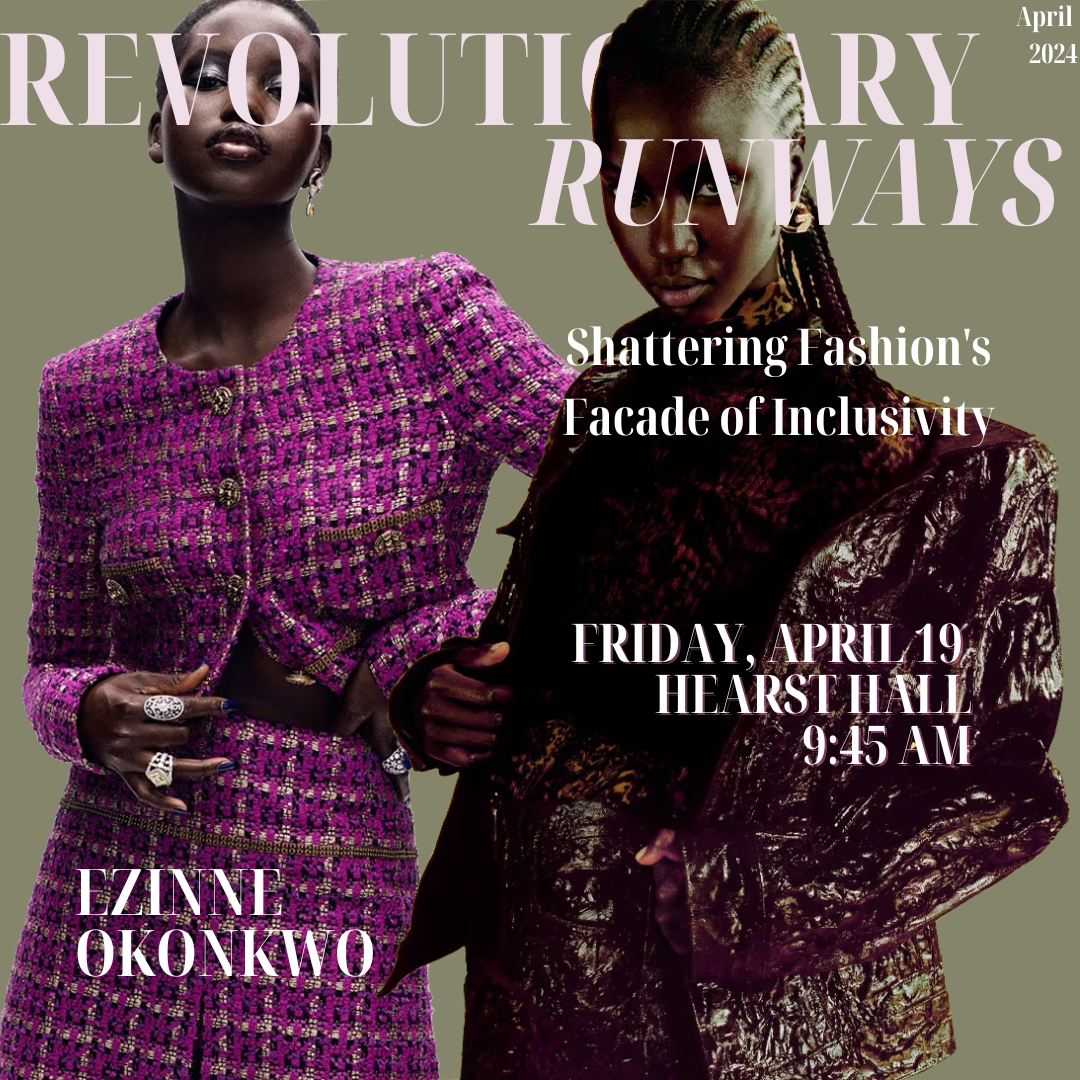 REVOLUTIONARY
April
2024
RUNWAYS
Shattering Fashion's
Facade of Inclusivity
FRIDAY, APRIL 19
HEARST HALL
9:45 AM
EZINNE
OKONKWO